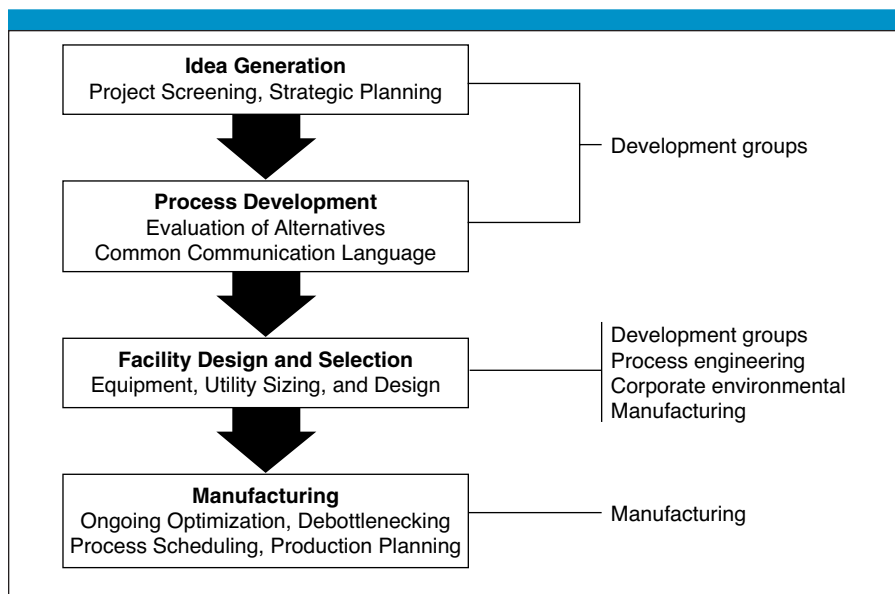 Idea Generation
Project Screening, Strategic Planning
Development groups
Process Development
Evaluation of Alternatives
Common Communication Language
Facility Design and Selection
Equipment, Utility Sizing, and Design
Development groups
Process engineering
Corporate environmental
Manufacturing
Manufacturing
Ongoing Optimization, Debottlenecking
Process Scheduling, Production Planning
Manufacturing